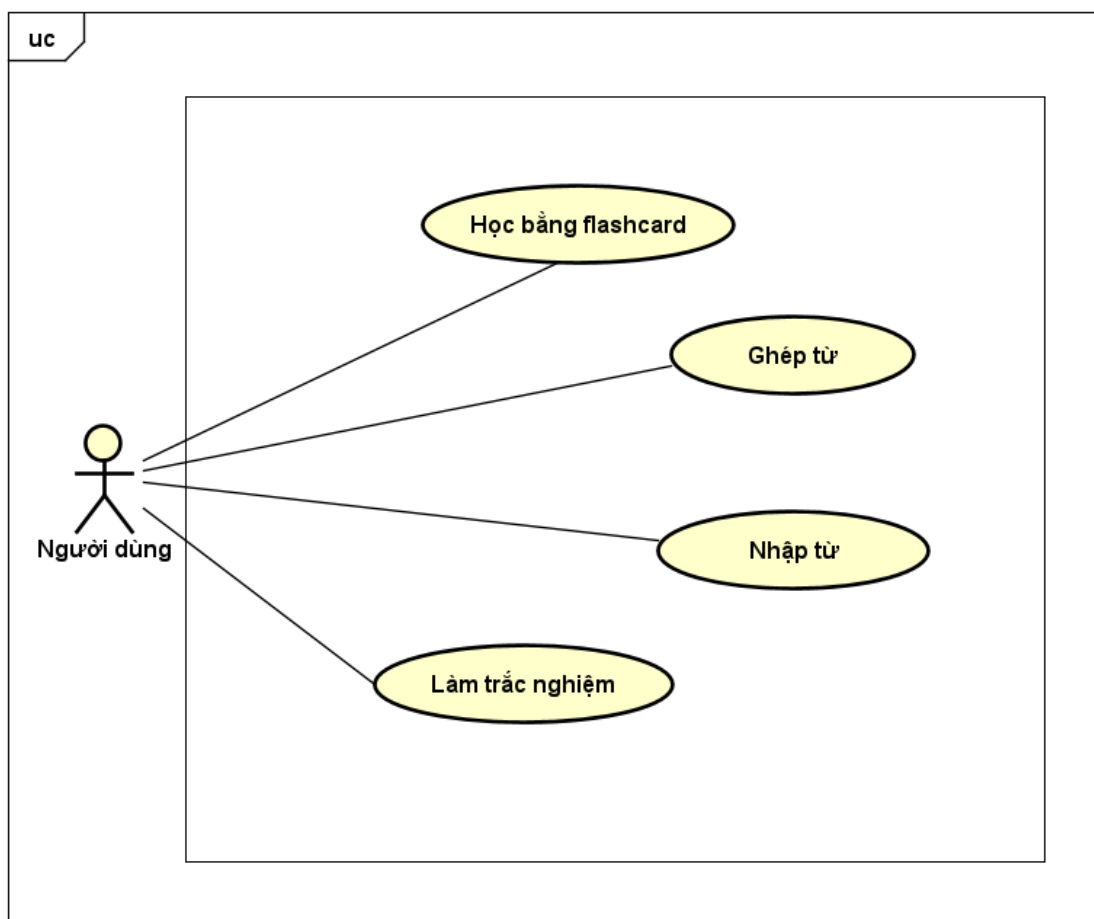 uc
Học bằng flashcard
Ghép từ
Người dùng
Nhập từ
Làm trắc nghiệm